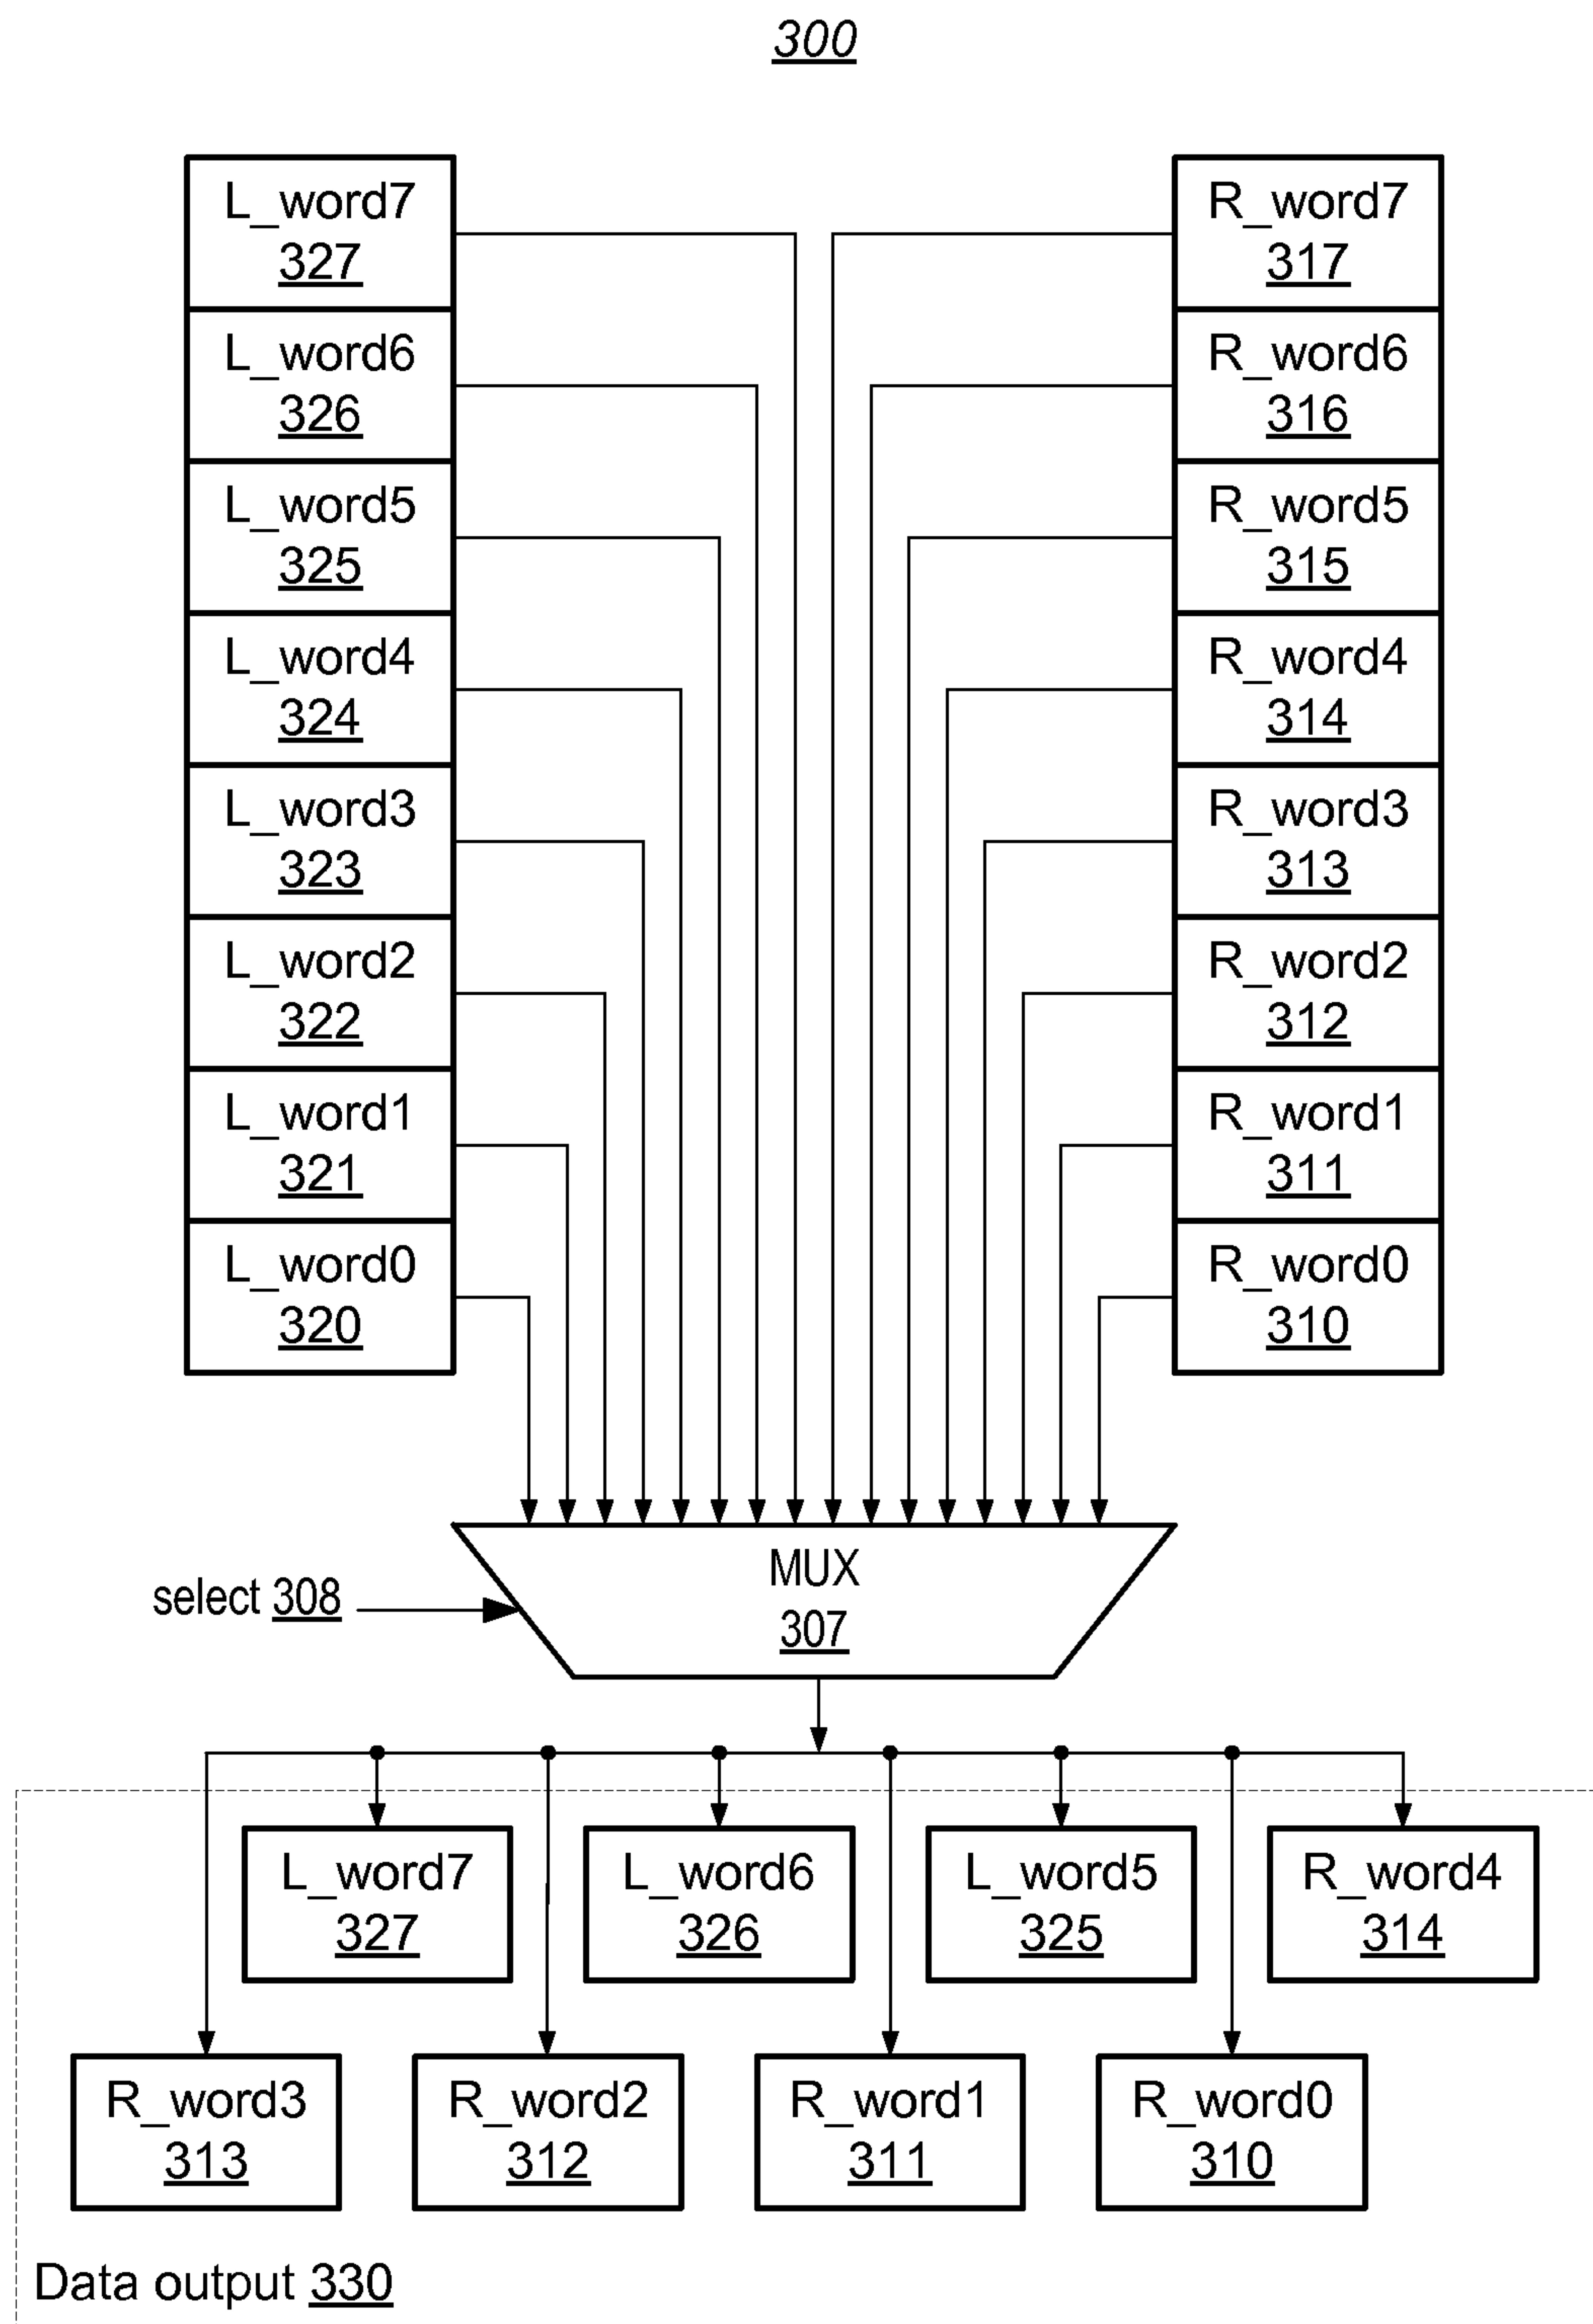 300
L_word7
327
L_word6
326
L_word5
325
L_word4
324
L_word3
323
L_word2
322
L_word1
321
L_word0
320
R_word7
317
R_word6
316
R_word5
315
R_word4
314
R_word3
313
R_word2
312
R_word1
311
R_word0
310
MUX
307
select 308
L_word7
327
L_word6
326
L_word5
325
R_word4
314
R_word3
313
R_word2
312
R_word1
311
R_word0
310
Data output 330